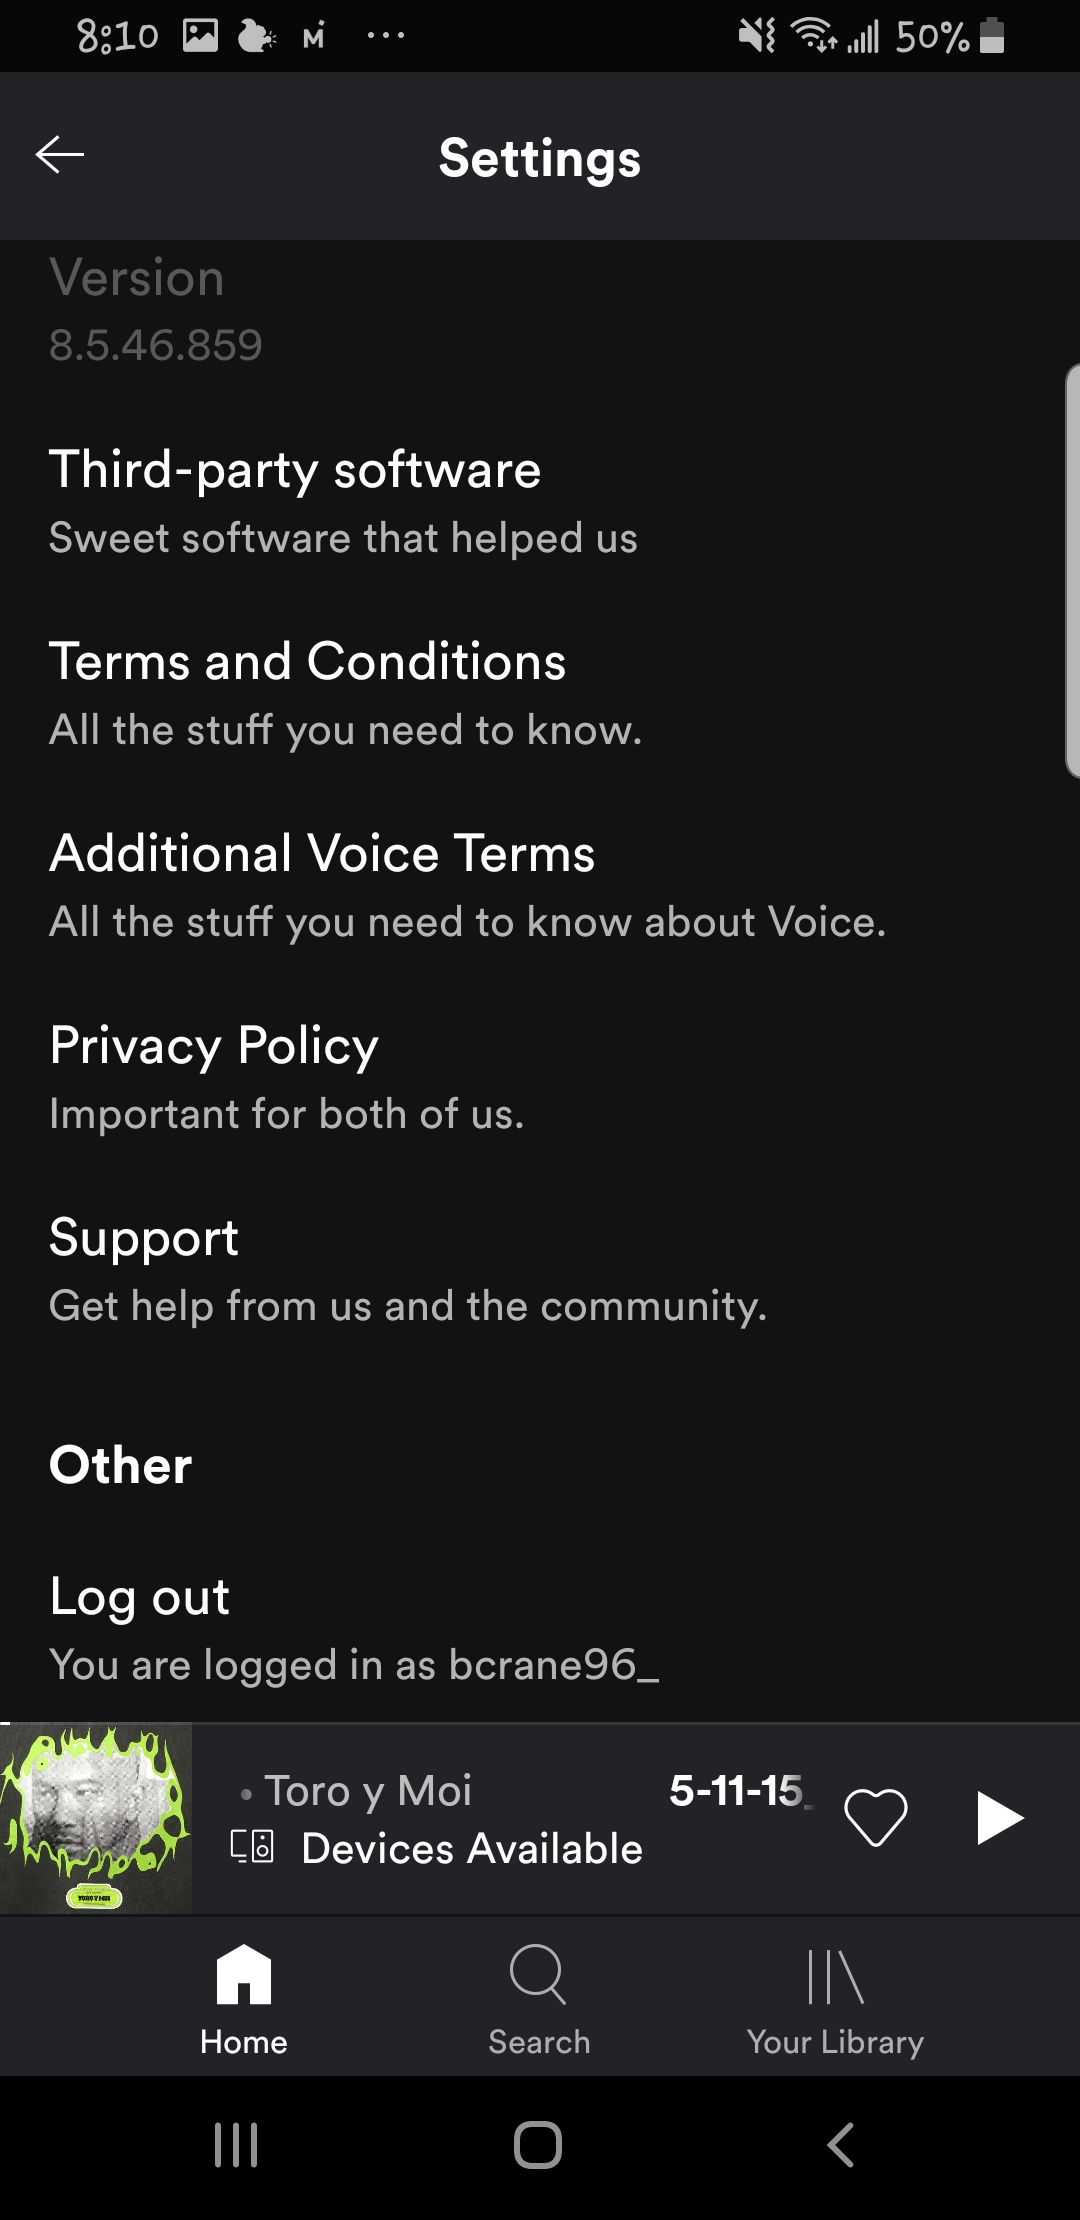 8:10 M ... 50%
Settings
Version
8.5.46.859
Third-party software
Sweet software that helped us
Terms and Conditions
All the stuff you need to know.
Additional Voice Terms
All the stuff you need to know about Voice.
Privacy Policy
Important for both of us.
Support
Get help from us and the community.
Other
Log out
You are logged in as bcrane96_
• Toro y Moi 5-11-15_
Devices Available
TORO Y MOI
Home Search Your Library